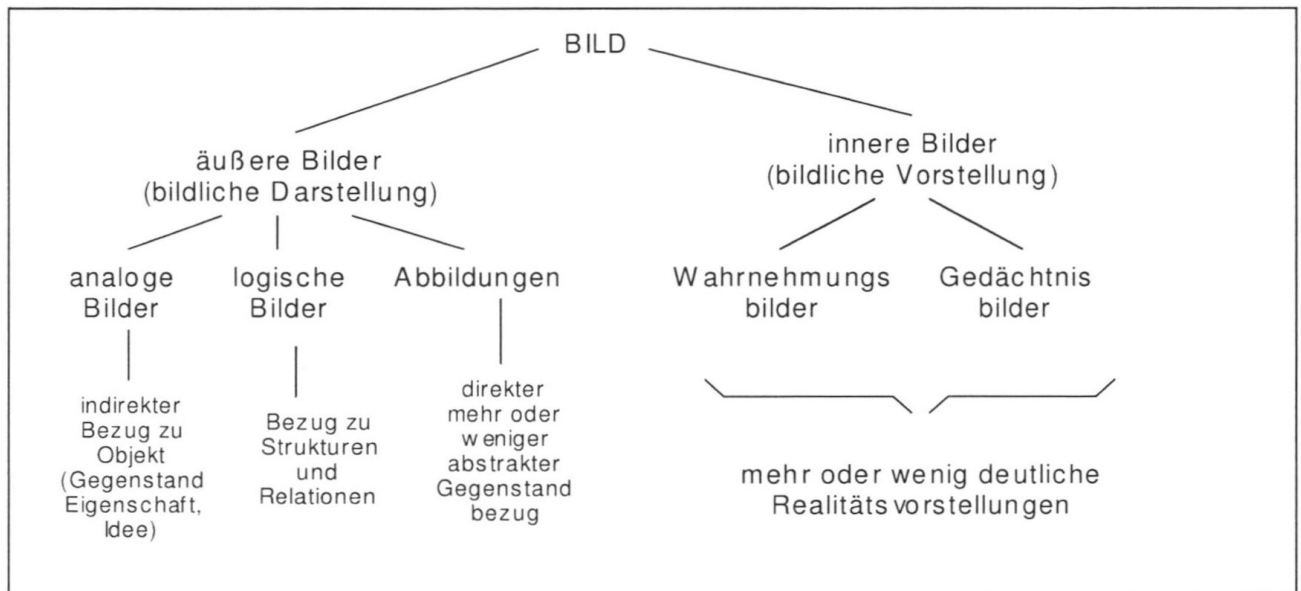 BILD
äußere Bilder
(bildliche Darstellung)
innere Bilder
(bildliche Vorstellung)
analoge
Bilder
logische
Bilder
Abbildungen
Wahrnehmungs
bilder
Gedächtnis
bilder
indirekter
Bezug zu
Objekt
(Gegenstand
Eigenschaft,
Idee)
Bezug zu
Strukturen
und
Relationen
direkter
mehr oder
weniger
abstrakter
Gegenstand
bezug
mehr oder wenig deutliche
Realitätsvorstellungen